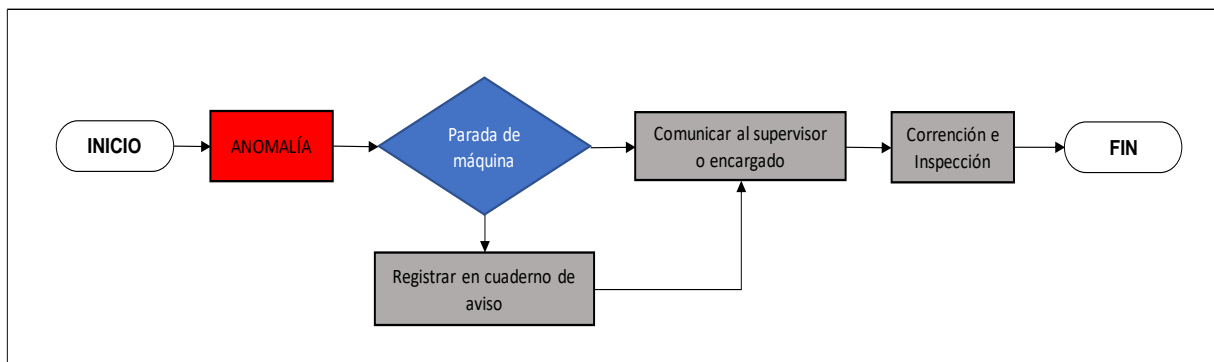 INICIO
ANOMALÍA
Parada de
máquina
Comunicar al supervisor
o encargado
Corrención e
Inspección
FIN
Registrar en cuaderno de
aviso